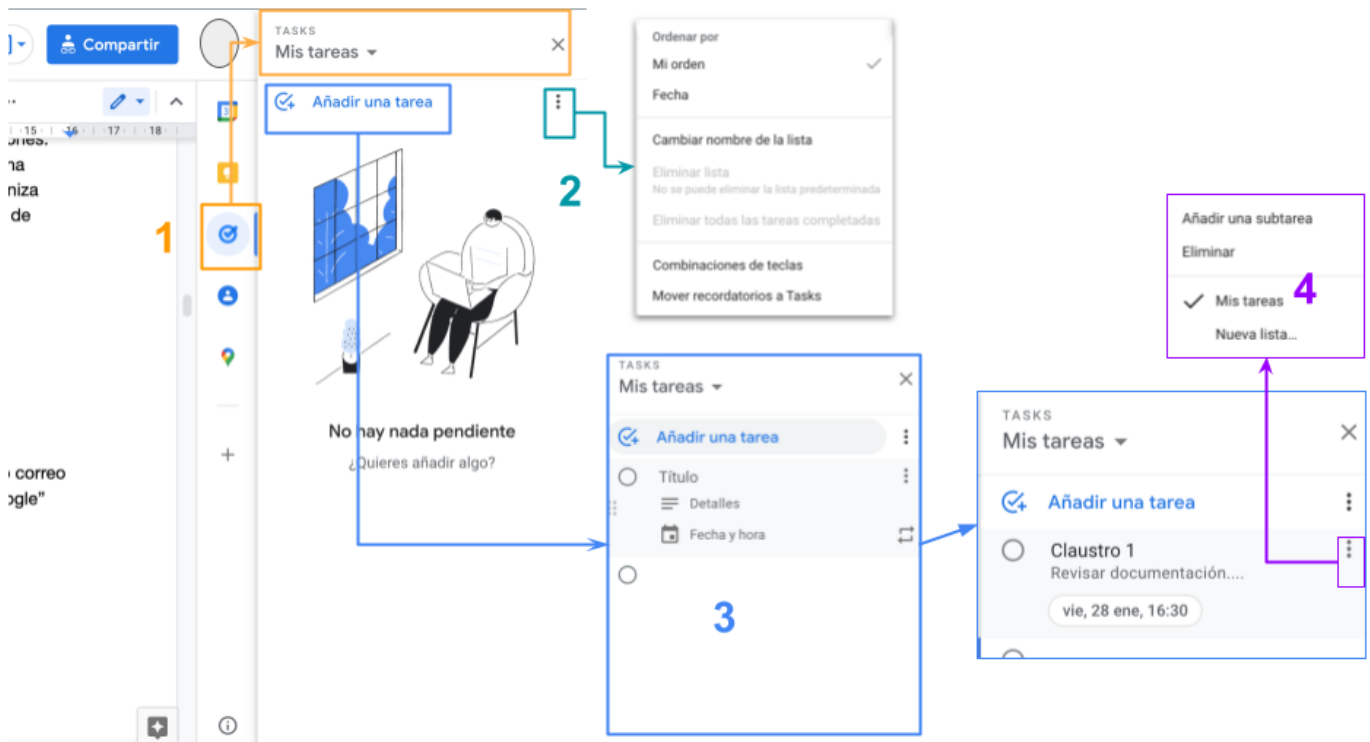 Compartir
15 16 17 18
ones.
na
niza
de
correo
ogle"
1
TASKS
Mis tareas
Añadir una tarea
31
No hay nada pendiente
¿Quieres añadir algo?
2
Ordenar por
Mi orden
Fecha
Cambiar nombre de la lista
Eliminar lista
No se puede eliminar la lista predeterminada
Eliminar todas las tareas completadas
Combinaciones de teclas
Mover recordatorios a Tasks
TASKS
Mis tareas
Añadir una tarea
Título
Detalles
Fecha y hora
3
Añadir una subtarea
Eliminar
Mis tareas
Nueva lista...
4
TASKS
Mis tareas
Añadir una tarea
Claustro 1
Revisar documentación....
vie, 28 ene, 16:30